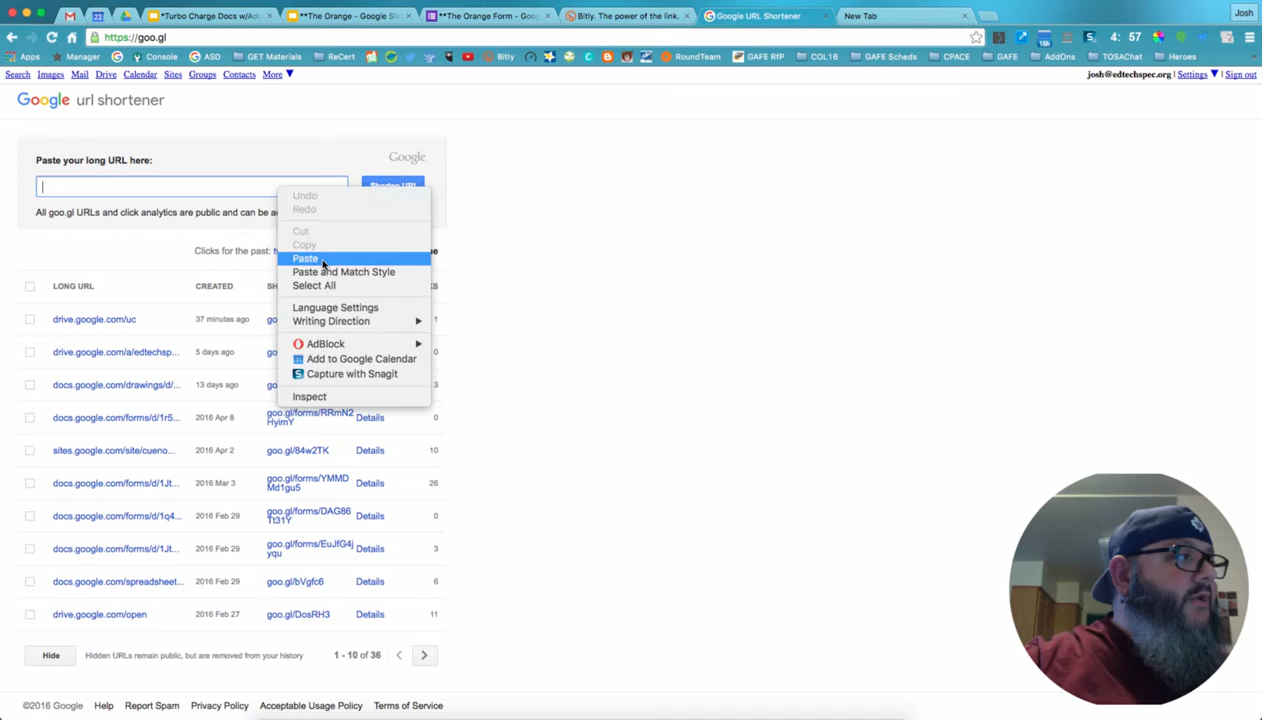 *Turbo Charge Docs w/Ad
**The Orange - Google Sli
**The Orange Form - Goog
Bitly. The power of the link.
Google URL Shortener
New Tab
Josh
https://goo.gl
4: 57
Apps
Manager
Console
ASD
GET Materials
ReCert
Bitly
RoundTeam
GAFE RfP
COL16
GAFE Scheds
CPACE
GAFE
AddOns
TOSAChat
Heroes
Search Images Mail Drive Calendar Sites Groups Contacts More ▼
josh@edtechspec.org | Settings ▼ | Sign out
Google url shortener
Paste your long URL here:
Google
All goo.gl URLs and click analytics are public and can be a
Clicks for the past:
Undo
Redo
Cut
Copy
Paste
Paste and Match Style
Select All
Language Settings
Writing Direction
AdBlock
Add to Google Calendar
Capture with Snagit
Inspect
LONG URL CREATED
drive.google.com/uc 37 minutes ago 1
drive.google.com/a/edtechsp... 5 days ago
docs.google.com/drawings/d/... 13 days ago 3
docs.google.com/forms/d/1r5... 2016 Apr 8 goo.gl/forms/RRmN2
HyimY Details 0
sites.google.com/site/cueno... 2016 Apr 2 goo.gl/84w2TK Details 10
docs.google.com/forms/d/1Jt... 2016 Mar 3 goo.gl/forms/YMMD
Md1gu5 Details 26
docs.google.com/forms/d/1q4... 2016 Feb 29 goo.gl/forms/DAG86
Tt31Y Details 0
docs.google.com/forms/d/1Jt... 2016 Feb 29 goo.gl/forms/EuJfG4j
yqu Details 3
docs.google.com/spreadsheet... 2016 Feb 29 goo.gl/bVgfc6 Details 6
drive.google.com/open 2016 Feb 27 goo.gl/DosRH3 Details 11
Hide Hidden URLs remain public, but are removed from your history 1 - 10 of 36
©2016 Google Help Report Spam Privacy Policy Acceptable Usage Policy Terms of Service